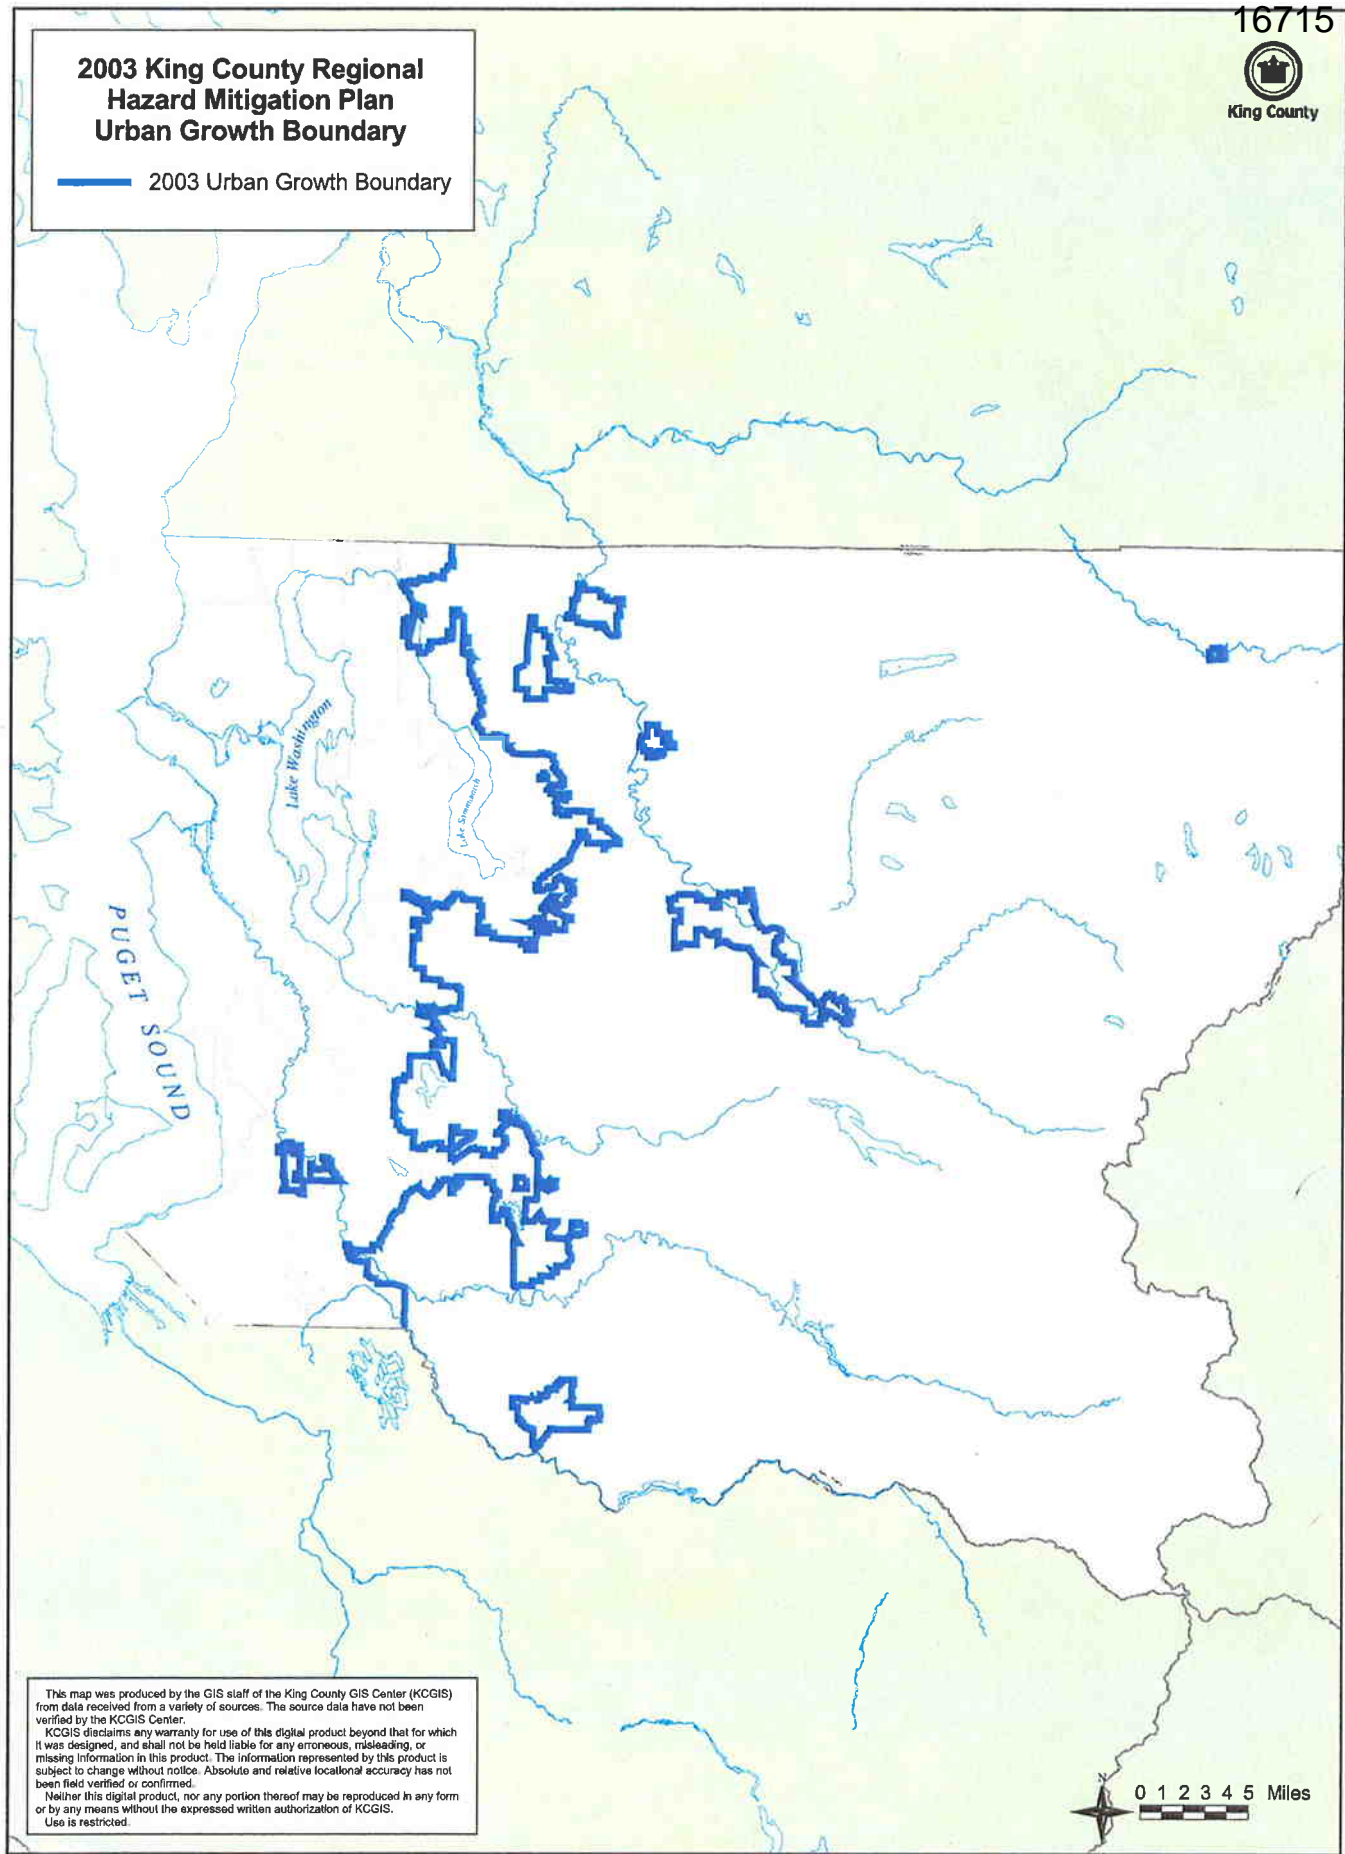 16715
King County
2003 King County Regional
Hazard Mitigation Plan
Urban Growth Boundary
2003 Urban Growth Boundary
Lake Washington
Lake Sammamish
PUGET SOUND
This map was produced by the GIS staff of the King County GIS Center (KCGIS)
from data received from a variety of sources. The source data have not been
verified by the KCGIS Center.
KCGIS disclaims any warranty for use of this digital product beyond that for which
it was designed, and shall not be held liable for any erroneous, misleading, or
missing information in this product. The information represented by this product is
subject to change without notice. Absolute and relative locational accuracy has not
been field verified or confirmed.
Neither this digital product, nor any portion thereof may be reproduced in any form
or by any means without the expressed written authorization of KCGIS.
Use is restricted.
N
0 1 2 3 4 5 Miles